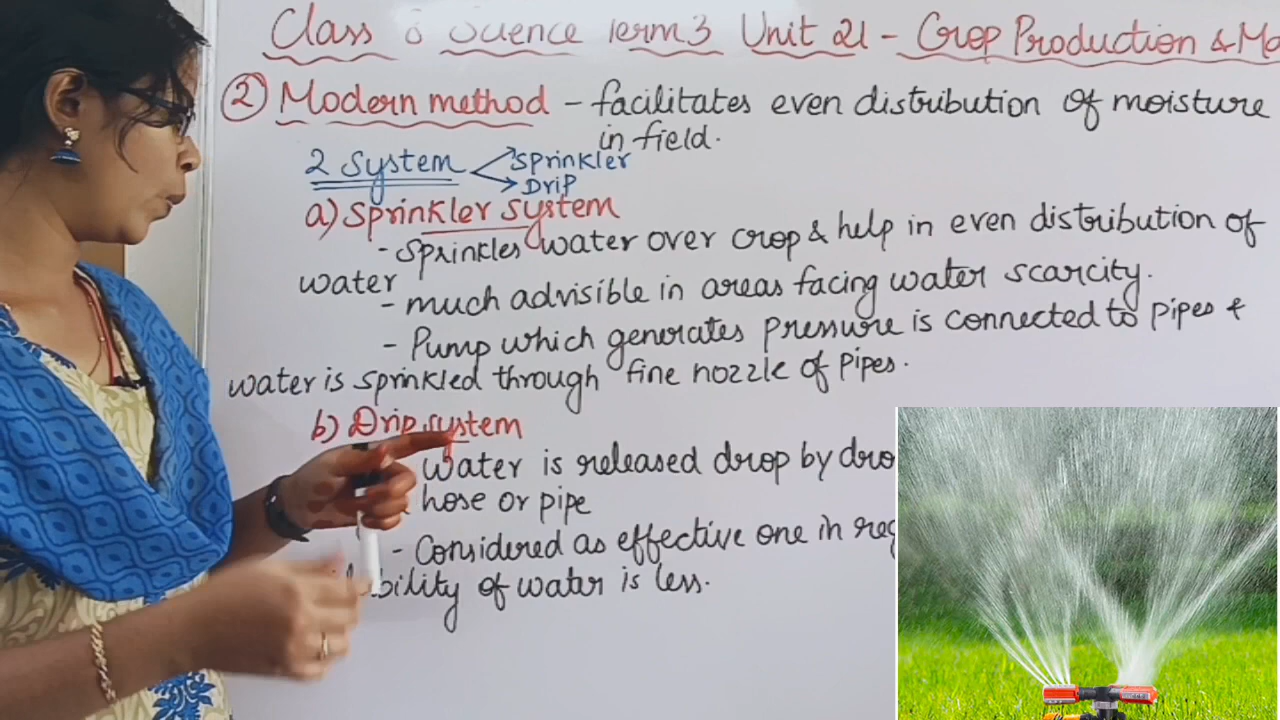 Class 8 Science Term 3 Unit 21 - Crop Production & Ma
② Modern method - facilitates even distribution of moisture
in field.
2 System
Sprinkler
Drip
a) Sprinkler system
- Sprinkles water over crop & help in even distribution of
water
- much advisible in areas facing water scarcity.
- Pump which generates pressure is connected to pipes &
water is sprinkled through fine nozzle of pipes.
b) Drip system
water is released drop by dro
hose or pipe
- Considered as effective one in reg
bility of water is less.